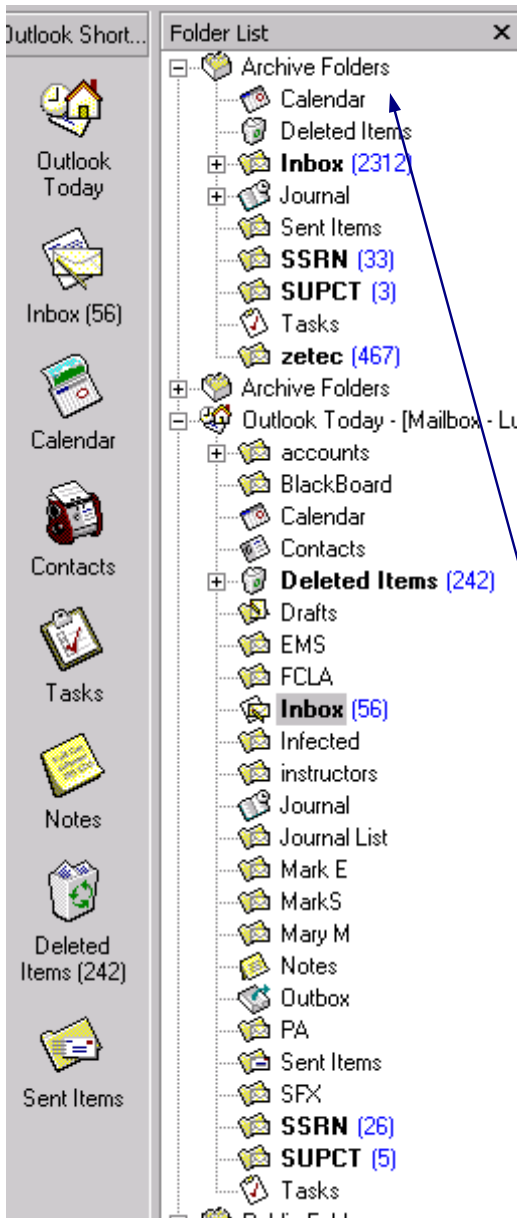 Outlook Short...
Outlook
Today
Inbox (56)
Calendar
Contacts
Tasks
Notes
Deleted
Items (242)
Sent Items
Folder List
Archive Folders
Calendar
Deleted Items
Inbox (2312)
Journal
Sent Items
SSRN (33)
SUPCT (3)
Tasks
zetec (467)
Archive Folders
Outlook Today - [Mailbox - Lu
accounts
BlackBoard
Calendar
Contacts
Deleted Items (242)
Drafts
EMS
FCLA
Inbox (56)
Infected
instructors
Journal
Journal List
Mark E
MarkS
Mary M
Notes
Outbox
PA
Sent Items
SFX
SSRN (26)
SUPCT (5)
Tasks